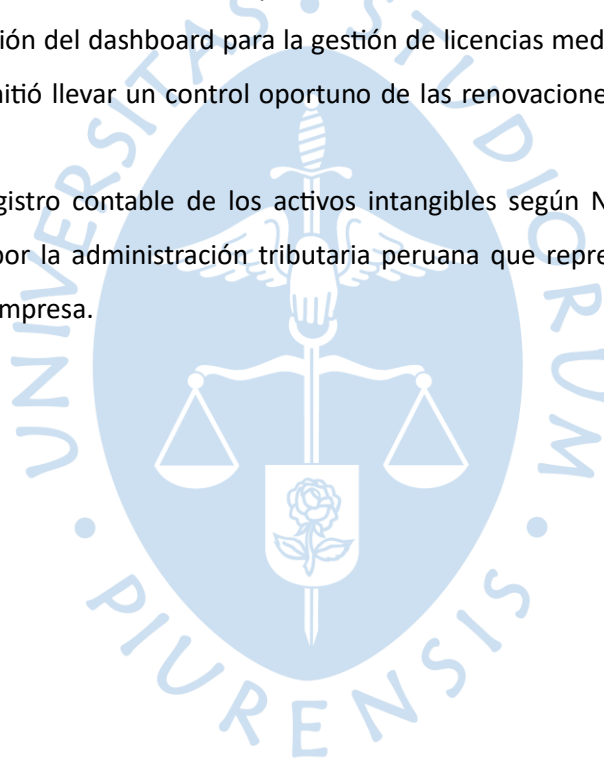 ión del dashboard para la gestión de licencias med
nitió llevar un control oportuno de las renovacione
gistro contable de los activos intangibles según N
por la administración tributaria peruana que repre
mpresa.
UNIVERSITAS • STUDIORUM • PIURENSIS •